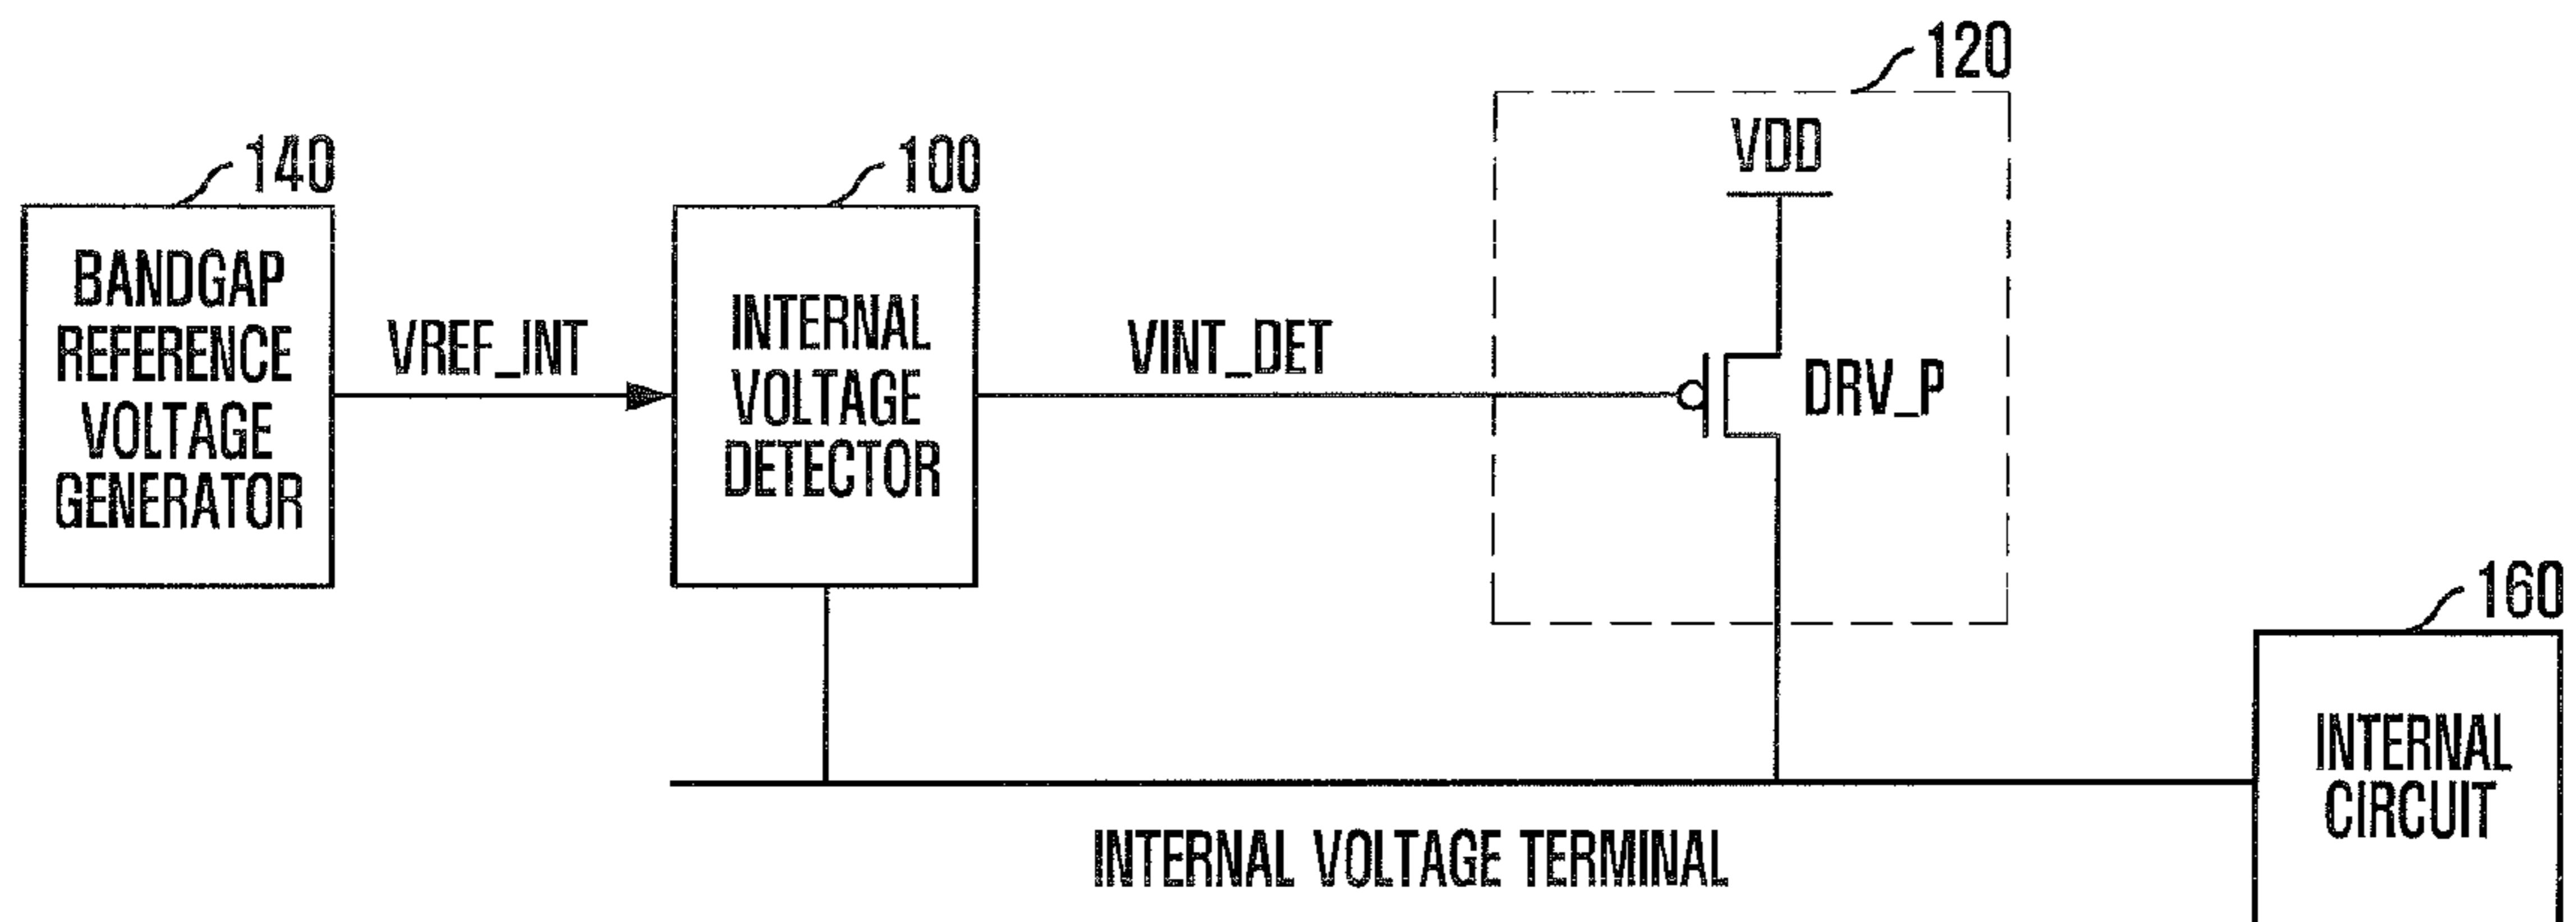 120
VDD
140
100
BANDGAP
REFERENCE
VOLTAGE
GENERATOR
VREF_INT
INTERNAL
VOLTAGE
DETECTOR
VINT_DET
DRV_P
160
INTERNAL
CIRCUIT
INTERNAL VOLTAGE TERMINAL